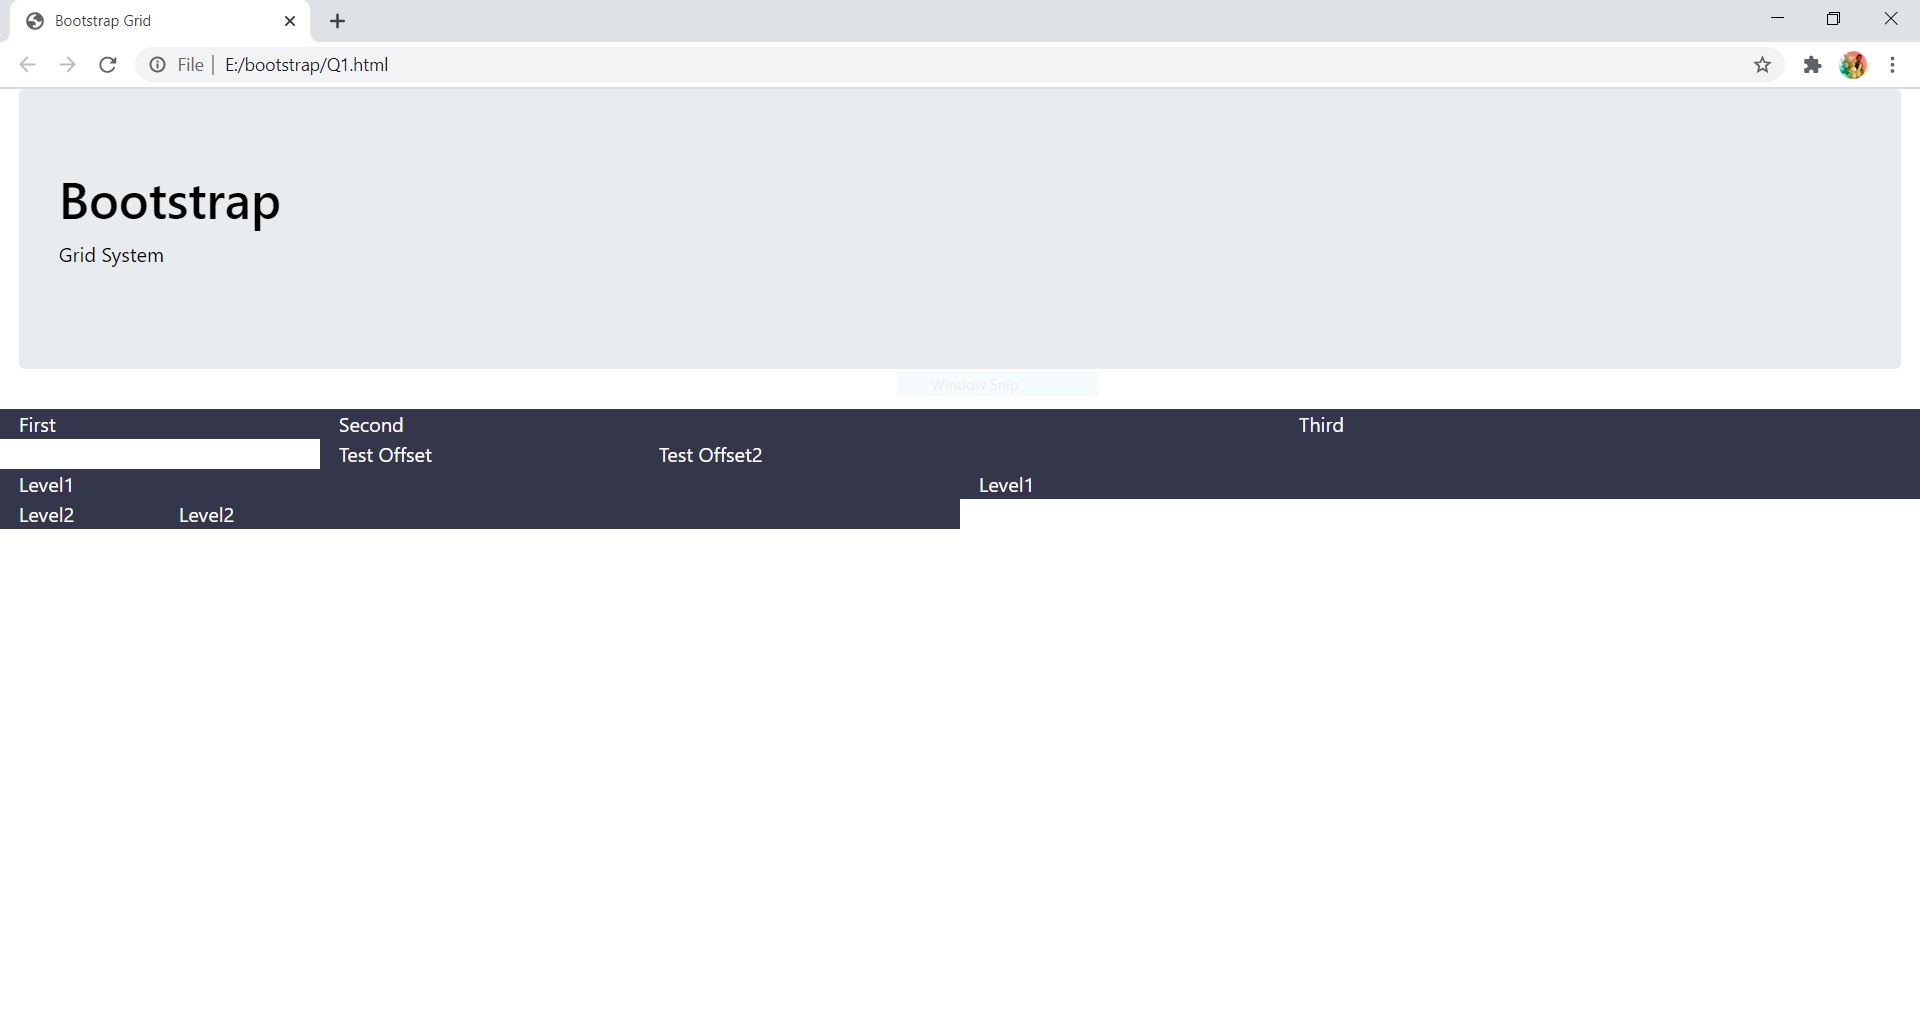 Bootstrap Grid
File E:/bootstrap/Q1.html
Bootstrap
Grid System
Window Snip
First Second Third
Test Offset Test Offset2
Level1 Level1
Level2 Level2